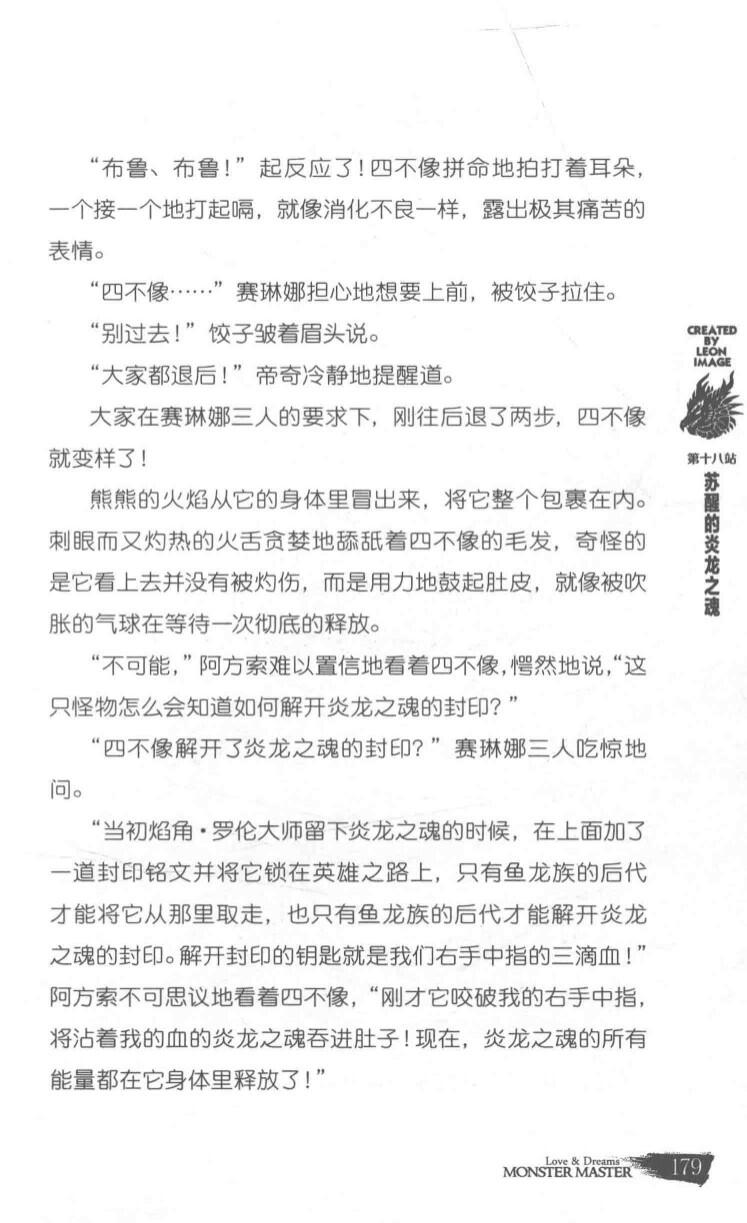 “布鲁、布鲁！”起反应了！四不像拼命地拍打着耳朵，
一个接一个地打起嗝，就像消化不良一样，露出极其痛苦的
表情。
“四不像……”赛琳娜担心地想要上前，被饺子拉住。
“别过去！”饺子皱着眉头说。
“大家都退后！”帝奇冷静地提醒道。
大家在赛琳娜三人的要求下，刚往后退了两步，四不像
就变样了！
熊熊的火焰从它的身体里冒出来，将它整个包裹在内。
刺眼而又灼热的火舌贪婪地舔舐着四不像的毛发，奇怪的
是它看上去并没有被灼伤，而是用力地鼓起肚皮，就像被吹
胀的气球在等待一次彻底的释放。
“不可能，”阿方索难以置信地看着四不像，愕然地说，“这
只怪物怎么会知道如何解开炎龙之魂的封印？”
“四不像解开了炎龙之魂的封印？”赛琳娜三人吃惊地
问。
“当初焰角·罗伦大师留下炎龙之魂的时候，在上面加了
一道封印铭文并将它锁在英雄之路上，只有鱼龙族的后代
才能将它从那里取走，也只有鱼龙族的后代才能解开炎龙
之魂的封印。解开封印的钥匙就是我们右手中指的三滴血！”
阿方索不可思议地看着四不像，“刚才它咬破我的右手中指，
将沾着我的血的炎龙之魂吞进肚子！现在，炎龙之魂的所有
能量都在它身体里释放了！”
CREATED
BY
LEON
IMAGE
第十八站
苏醒的炎龙之魂
Love & Dreams
MONSTER MASTER
179